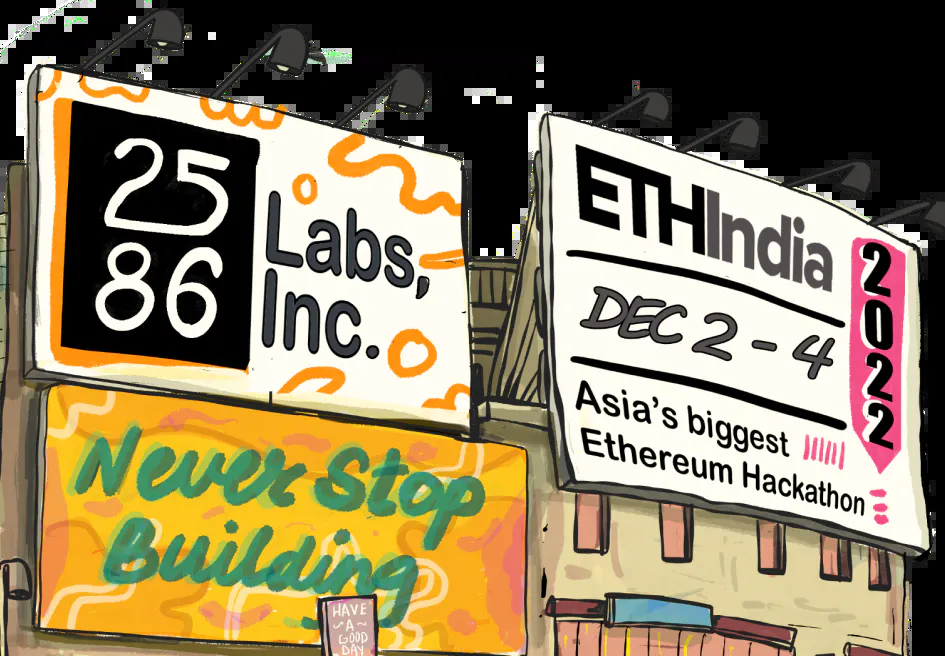 25
86
Labs,
Inc.
Never Stop
Building
HAVE
A
GOOD
DAY
ETHIndia
2022
DEC 2 - 4
Asia's biggest
Ethereum Hackathon